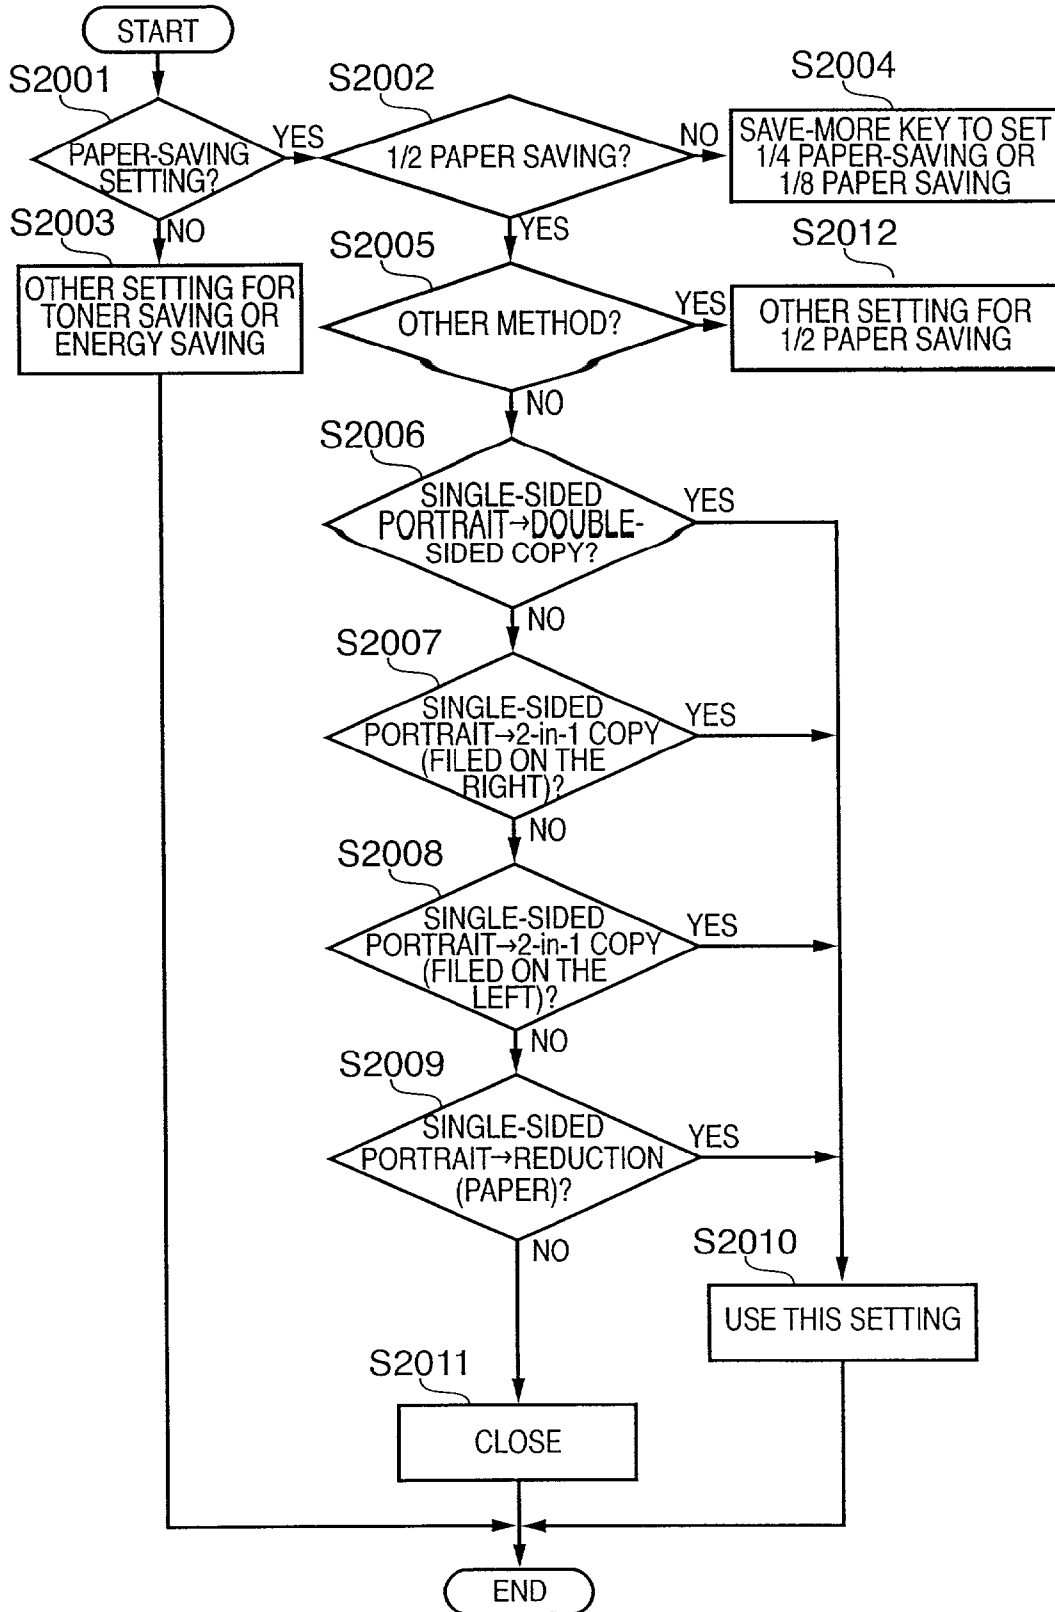 START
S2001
S2002
S2004
PAPER-SAVING
SETTING?
YES
1/2 PAPER SAVING?
NO
SAVE-MORE KEY TO SET
1/4 PAPER-SAVING OR
1/8 PAPER SAVING
NO
YES
S2003
S2005
S2012
OTHER SETTING FOR
TONER SAVING OR
ENERGY SAVING
OTHER METHOD?
YES
OTHER SETTING FOR
1/2 PAPER SAVING
NO
S2006
SINGLE-SIDED
PORTRAIT→DOUBLE-
SIDED COPY?
YES
NO
S2007
SINGLE-SIDED
PORTRAIT→2-in-1 COPY
(FILED ON THE
RIGHT)?
YES
NO
S2008
SINGLE-SIDED
PORTRAIT→2-in-1 COPY
(FILED ON THE
LEFT)?
YES
NO
S2009
SINGLE-SIDED
PORTRAIT→REDUCTION
(PAPER)?
YES
NO
S2010
USE THIS SETTING
S2011
CLOSE
END